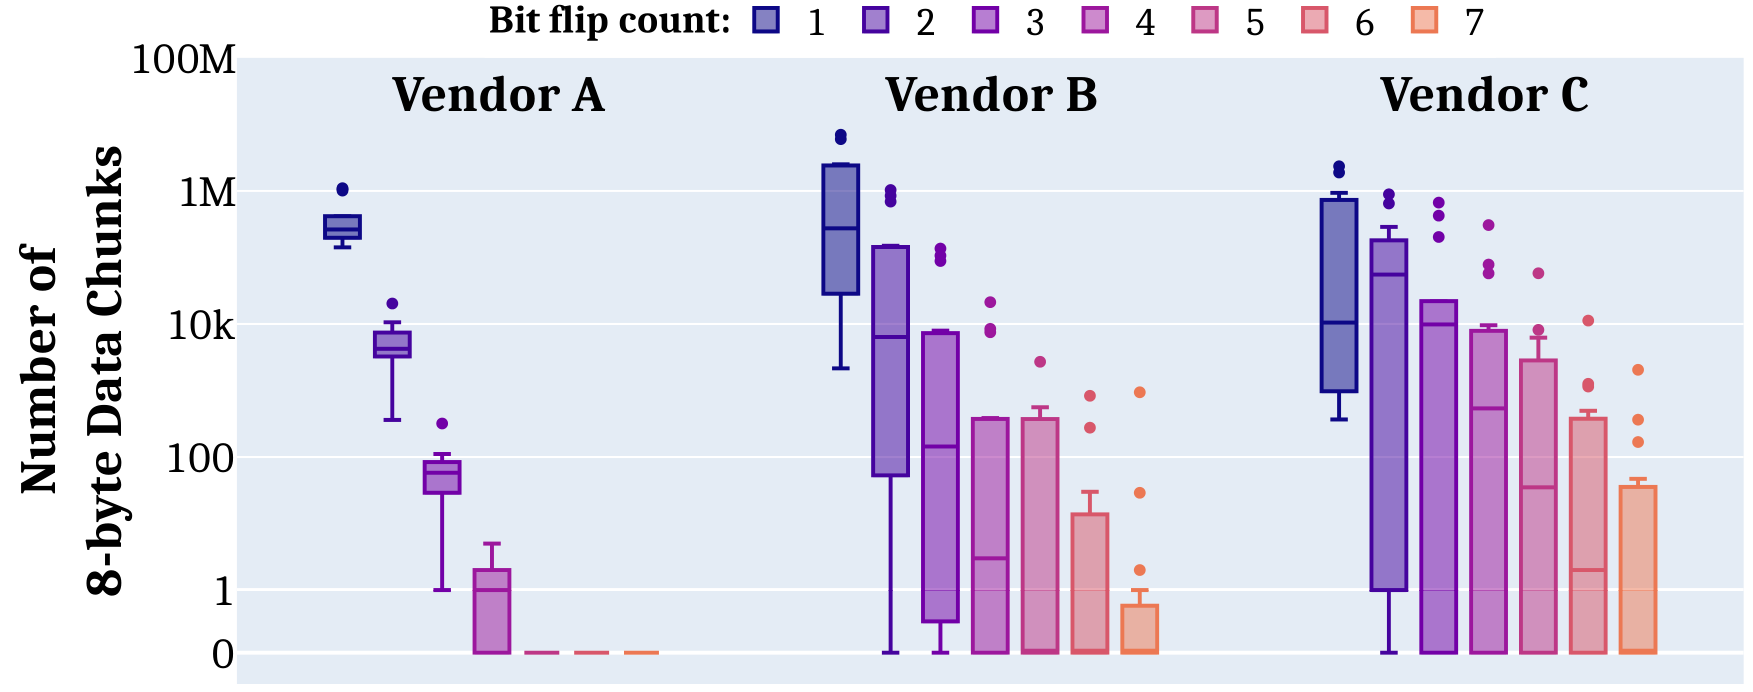 Bit flip count: 1 2 3 4 5 6 7
100M
Vendor A Vendor B Vendor C
1M
10k
100
1
0
Number of
8-byte Data Chunks